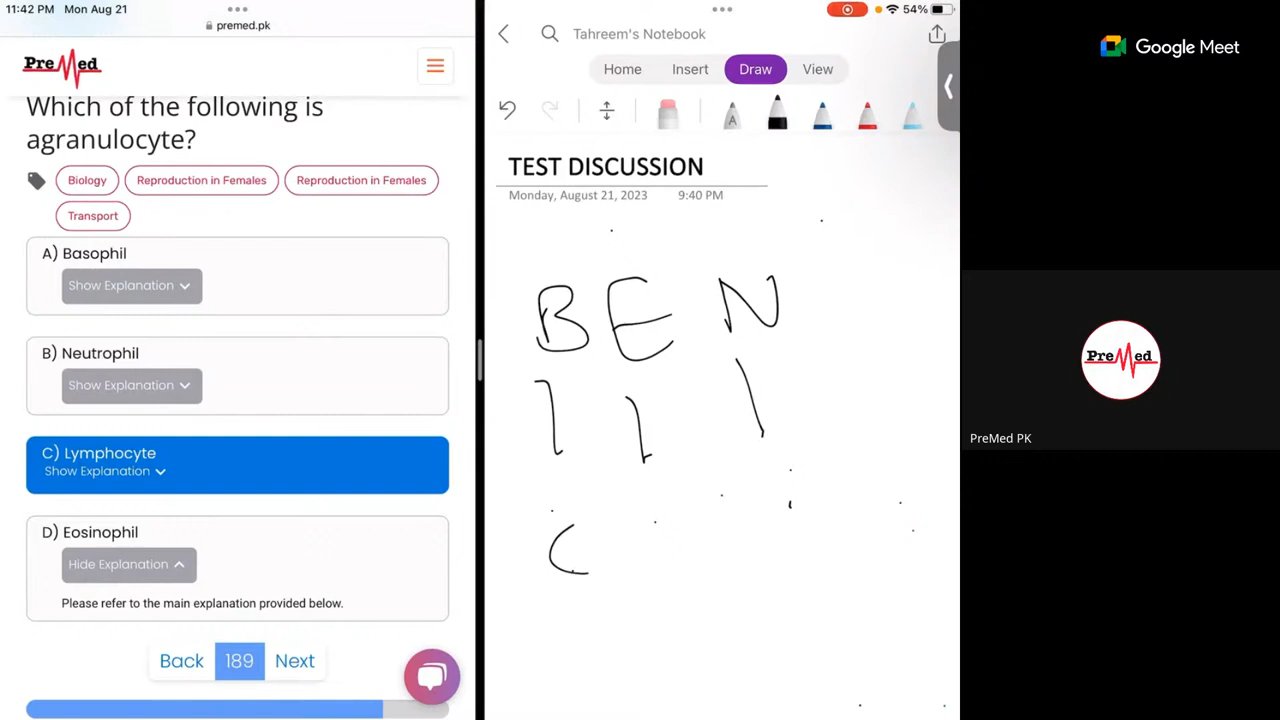 11:42 PM Mon Aug 21
premed.pk
PreMed
Which of the following is
agranulocyte?
Biology
Reproduction in Females
Reproduction in Females
Transport
A) Basophil
Show Explanation
B) Neutrophil
Show Explanation
C) Lymphocyte
Show Explanation
D) Eosinophil
Hide Explanation
Please refer to the main explanation provided below.
Back 189 Next
54%
Tahreem's Notebook
Home Insert Draw View
A
TEST DISCUSSION
Monday, August 21, 2023 9:40 PM
B E N
Google Meet
PreMed
PreMed PK